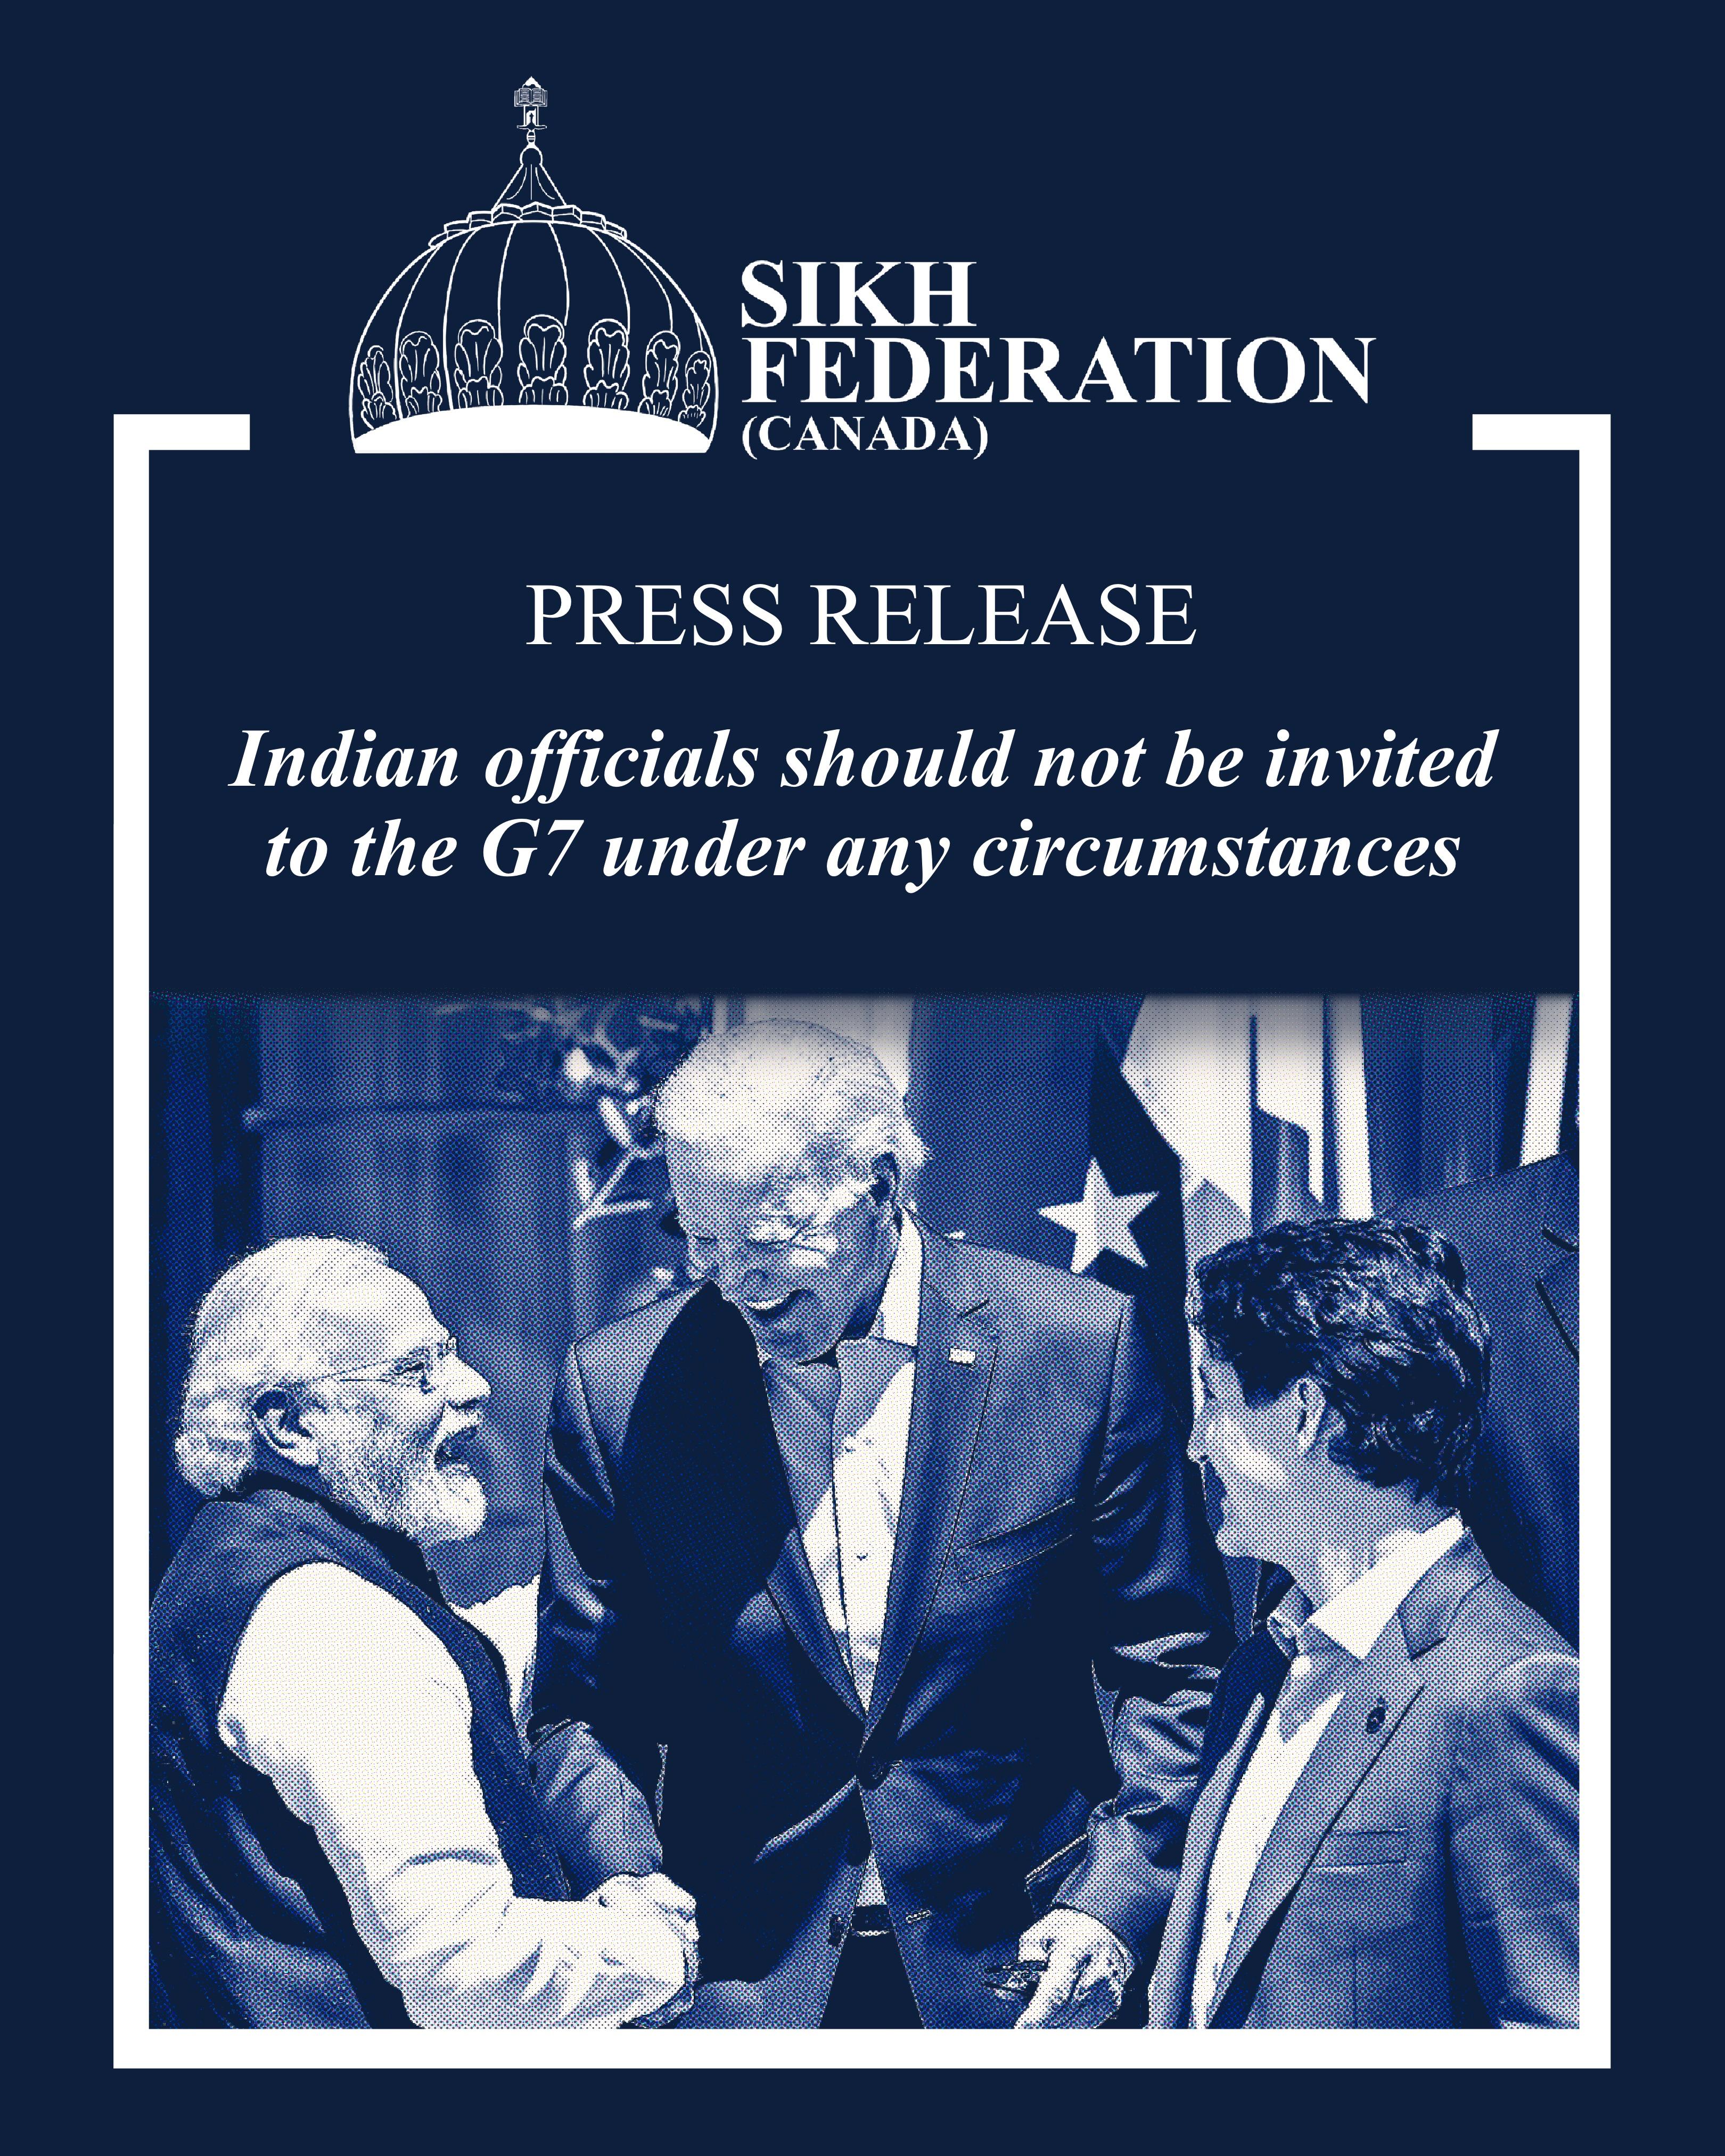 SIKH
FEDERATION
(CANADA)
PRESS RELEASE
Indian officials should not be invited
to the G7 under any circumstances